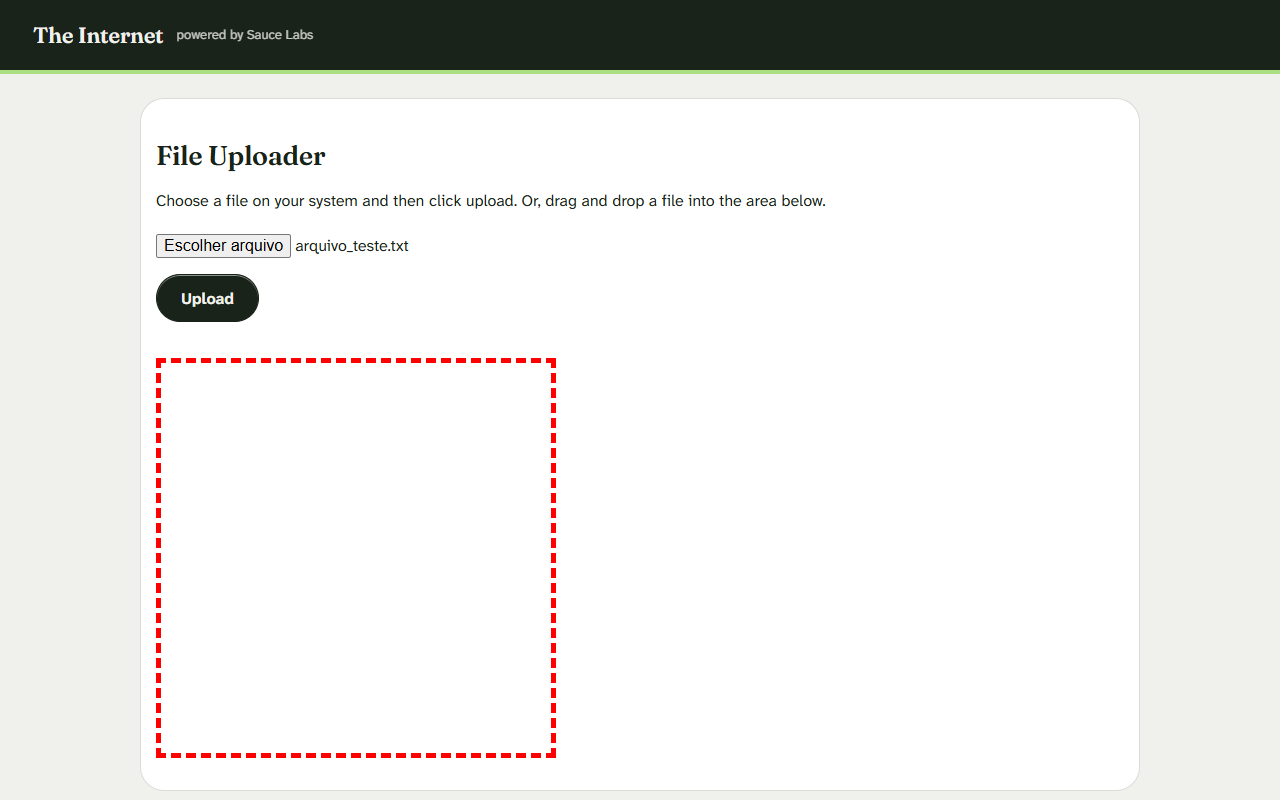 The Internet powered by Sauce Labs
File Uploader
Choose a file on your system and then click upload. Or, drag and drop a file into the area below.
Escolher arquivo arquivo_teste.txt
Upload